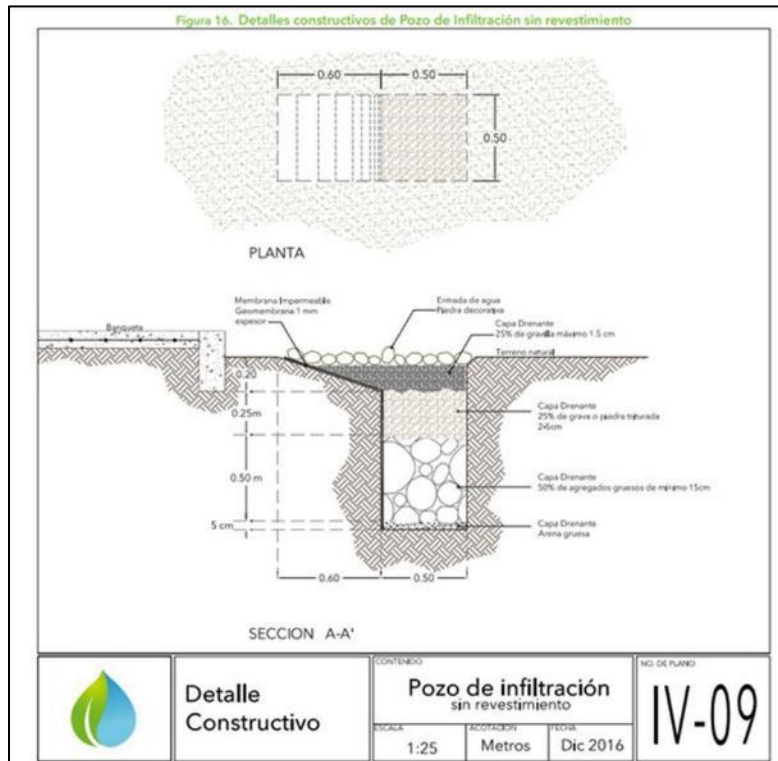 Figura 16. Detalles constructivos de Pozo de Infiltración sin revestimiento
0.60
0.50
0.50
PLANTA
Membrana Impermeable
Geomembrana 1 mm
espesor
Entrada de agua
Piedra decorativa
Banqueta
Capa Drenante
25% de gravilla máximo 1.5 cm
Terreno natural
0.20
0.25m
Capa Drenante
25% de grava o piedra triturada
2-6cm
0.50 m
Capa Drenante
50% de agregados gruesos de mínimo 15cm
5 cm
Capa Drenante
Arena gruesa
0.60
0.50
SECCION A-A'
Detalle
Constructivo
CONTENIDO
Pozo de infiltración
sin revestimiento
ESCALA
1:25
ACOTACION
Metros
FECHA
Dic 2016
NO. DE PLANO
IV-09